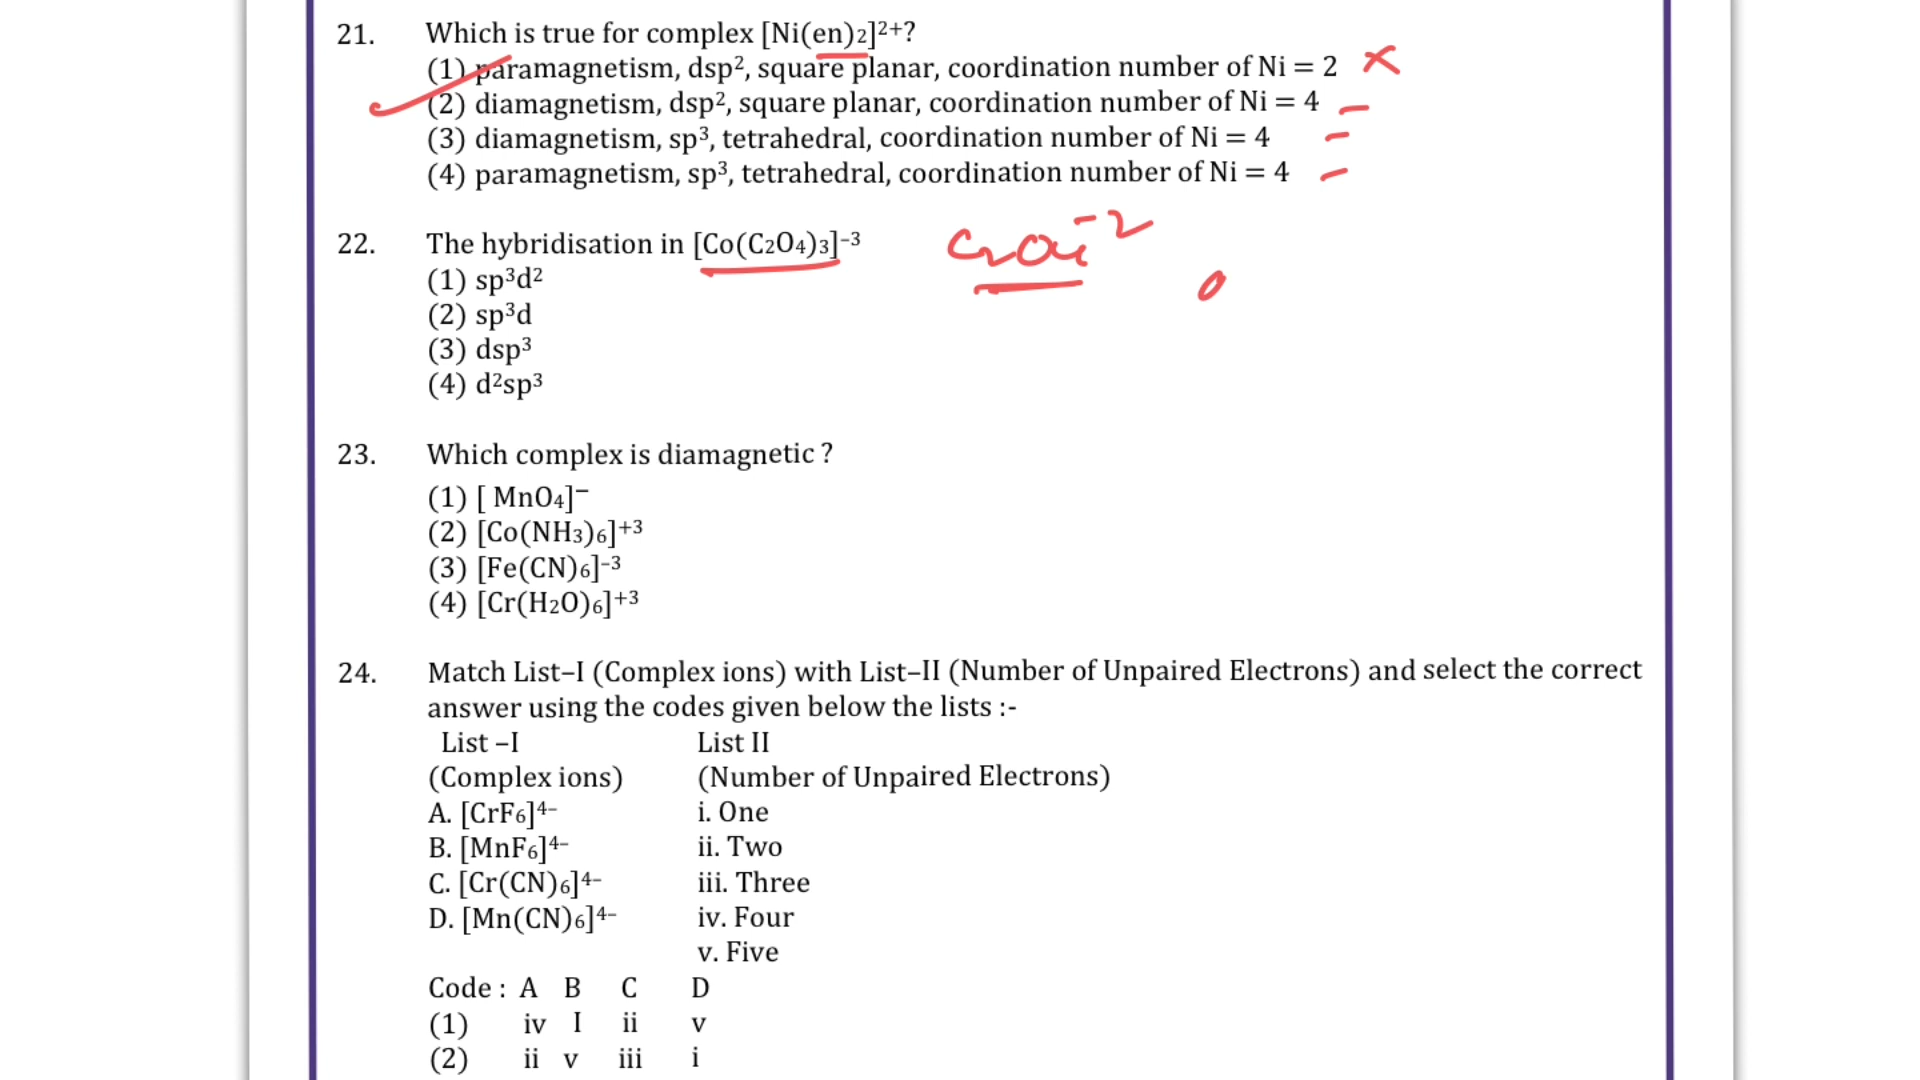 21. Which is true for complex [Ni(en)2]2+?
(1) paramagnetism, dsp2, square planar, coordination number of Ni = 2
(2) diamagnetism, dsp2, square planar, coordination number of Ni = 4
(3) diamagnetism, sp3, tetrahedral, coordination number of Ni = 4
(4) paramagnetism, sp3, tetrahedral, coordination number of Ni = 4
22. The hybridisation in [Co(C2O4)3]–3
(1) sp3d2
(2) sp3d
(3) dsp3
(4) d2sp3
23. Which complex is diamagnetic ?
(1) [ MnO4]–
(2) [Co(NH3)6]+3
(3) [Fe(CN)6]–3
(4) [Cr(H2O)6]+3
24. Match List–I (Complex ions) with List–II (Number of Unpaired Electrons) and select the correct
answer using the codes given below the lists :-
List –I List II
(Complex ions) (Number of Unpaired Electrons)
A. [CrF6]4– i. One
B. [MnF6]4– ii. Two
C. [Cr(CN)6]4– iii. Three
D. [Mn(CN)6]4– iv. Four
v. Five
Code : A B C D
(1) iv I ii v
(2) ii v iii i